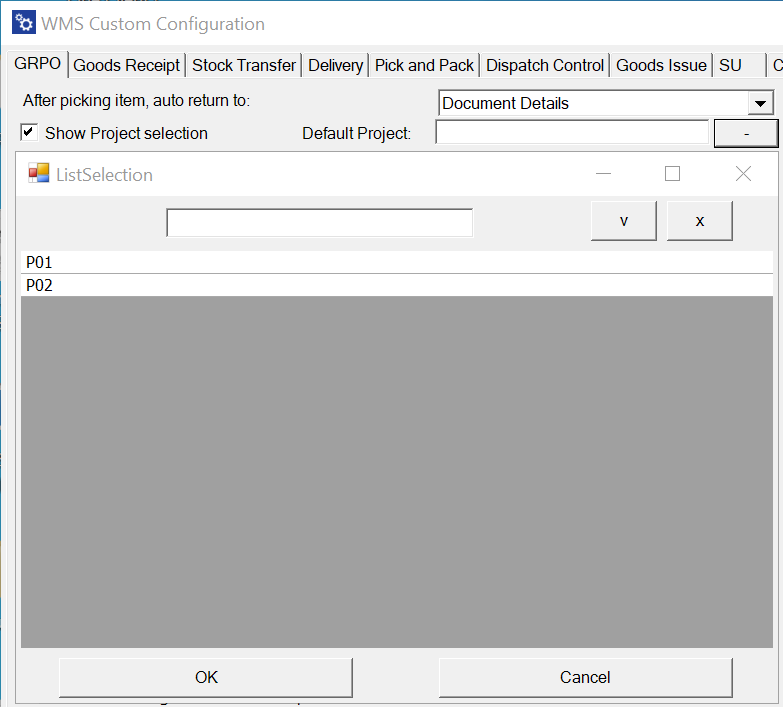 WMS Custom Configuration
GRPO Goods Receipt Stock Transfer Delivery Pick and Pack Dispatch Control Goods Issue SU
After picking item, auto return to: Document Details
Show Project selection Default Project: -
ListSelection
v x
P01
P02
OK Cancel